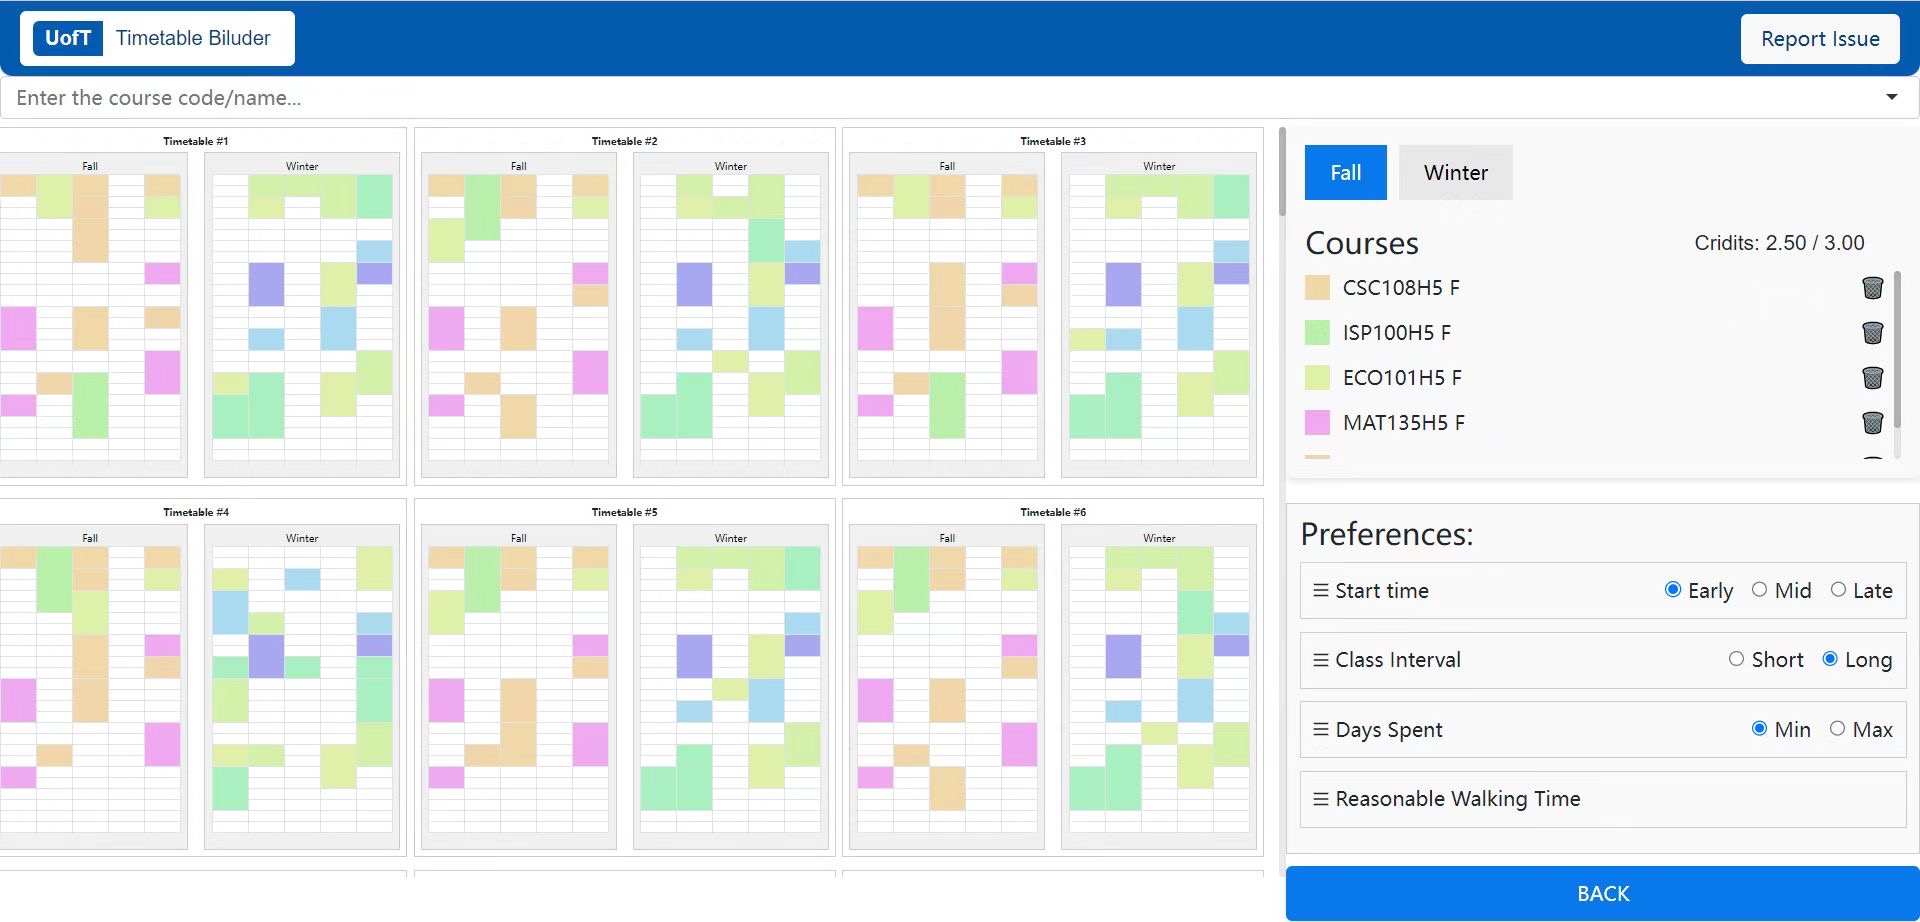 UofT Timetable Biluder
Report Issue
Enter the course code/name...
Timetable #1
Fall
Winter
Timetable #2
Fall
Winter
Timetable #3
Fall
Winter
Timetable #4
Fall
Winter
Timetable #5
Fall
Winter
Timetable #6
Fall
Winter
Fall
Winter
Courses
Cridits: 2.50 / 3.00
CSC108H5 F
ISP100H5 F
ECO101H5 F
MAT135H5 F
Preferences:
Start time
Early Mid Late
Class Interval
Short Long
Days Spent
Min Max
Reasonable Walking Time
BACK